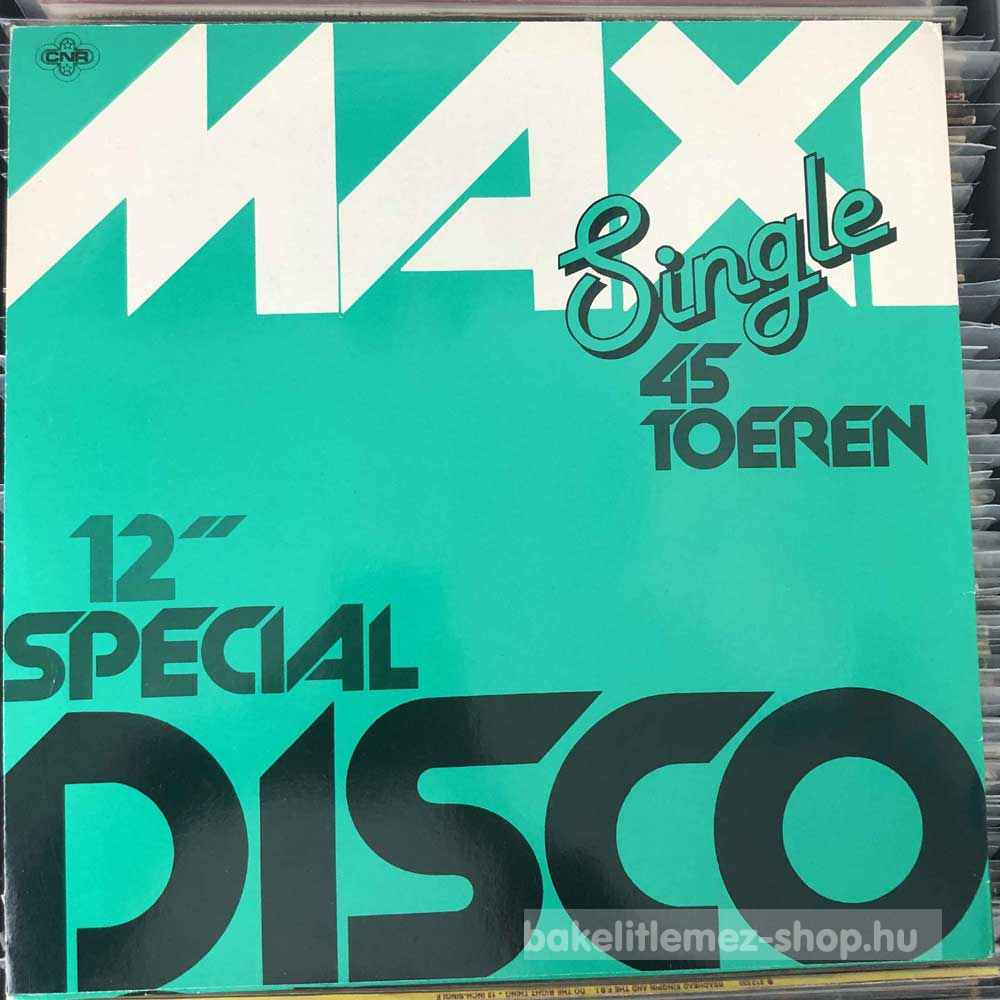 CNR
MAXI
Single
45
TOEREN
12"
SPECIAL
DISCO
bakelitlemez-shop.hu